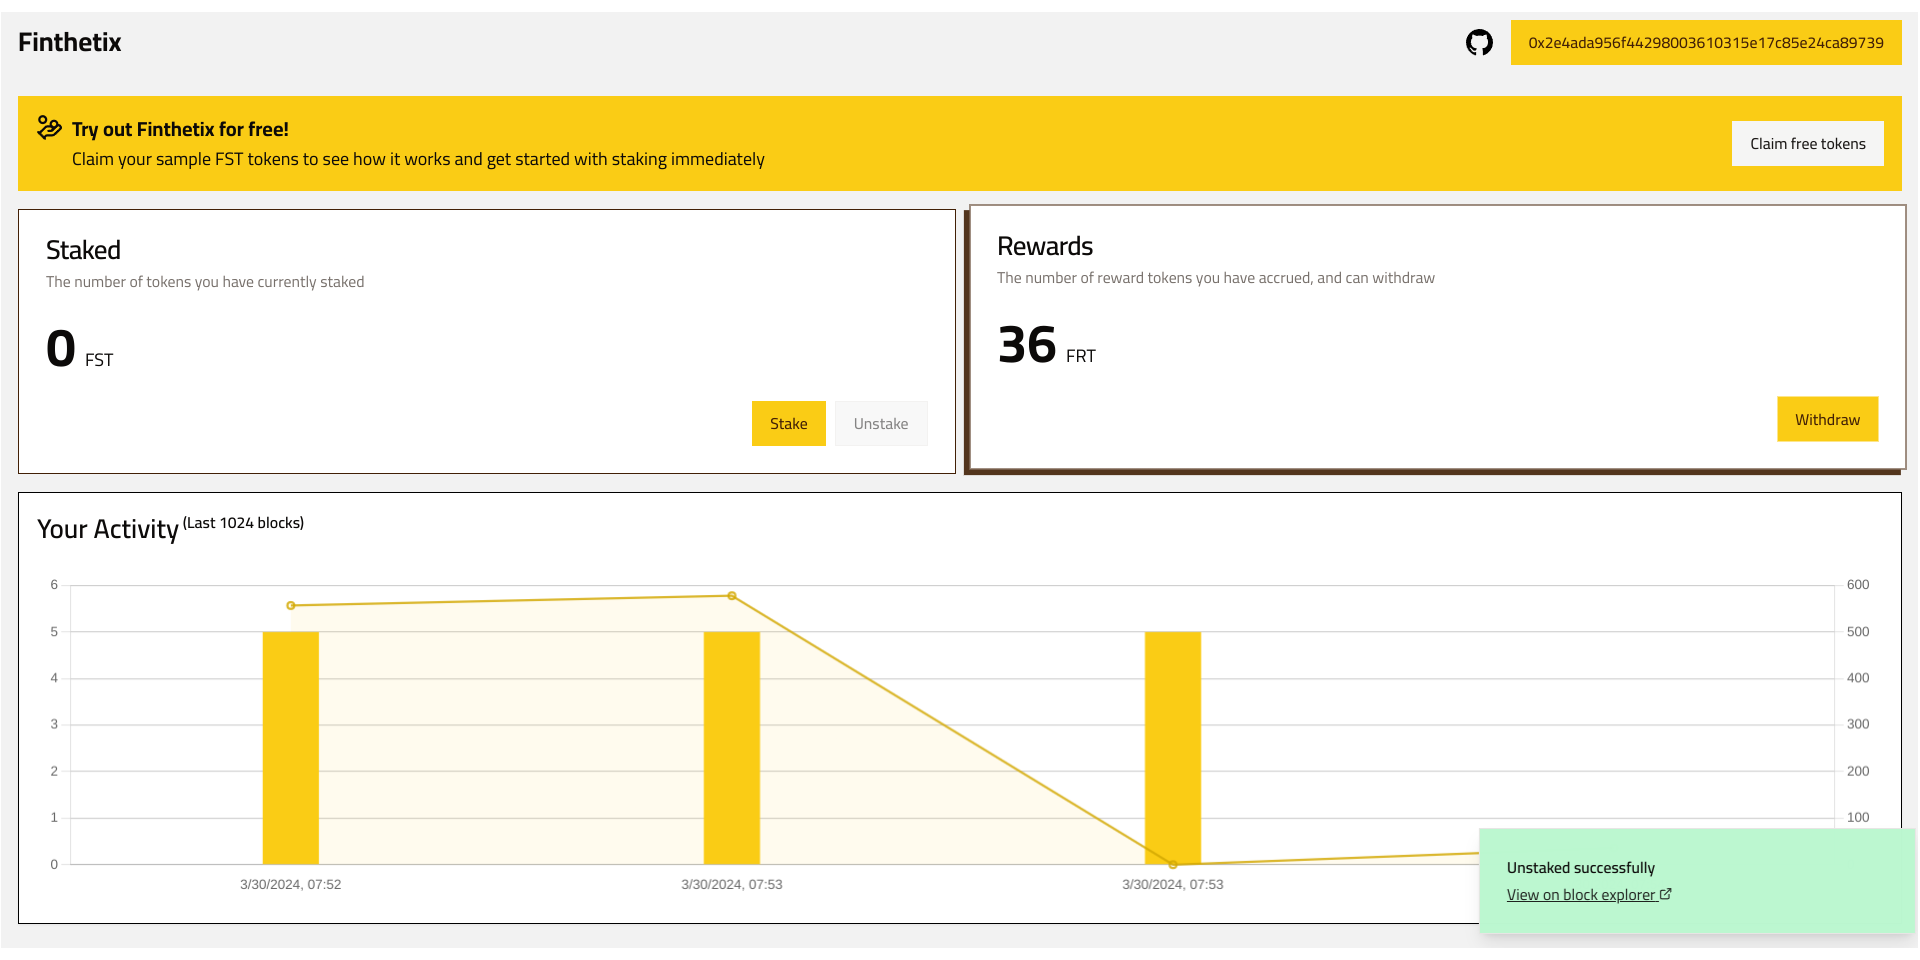 Finthetix
0x2e4ada956f44298003610315e17c85e24ca89739
Try out Finthetix for free!
Claim your sample FST tokens to see how it works and get started with staking immediately
Claim free tokens
Staked
The number of tokens you have currently staked
0 FST
Stake
Unstake
Rewards
The number of reward tokens you have accrued, and can withdraw
36 FRT
Withdraw
Your Activity (Last 1024 blocks)
6
5
4
3
2
1
0
600
500
400
300
200
100
3/30/2024, 07:52
3/30/2024, 07:53
3/30/2024, 07:53
Unstaked successfully
View on block explorer